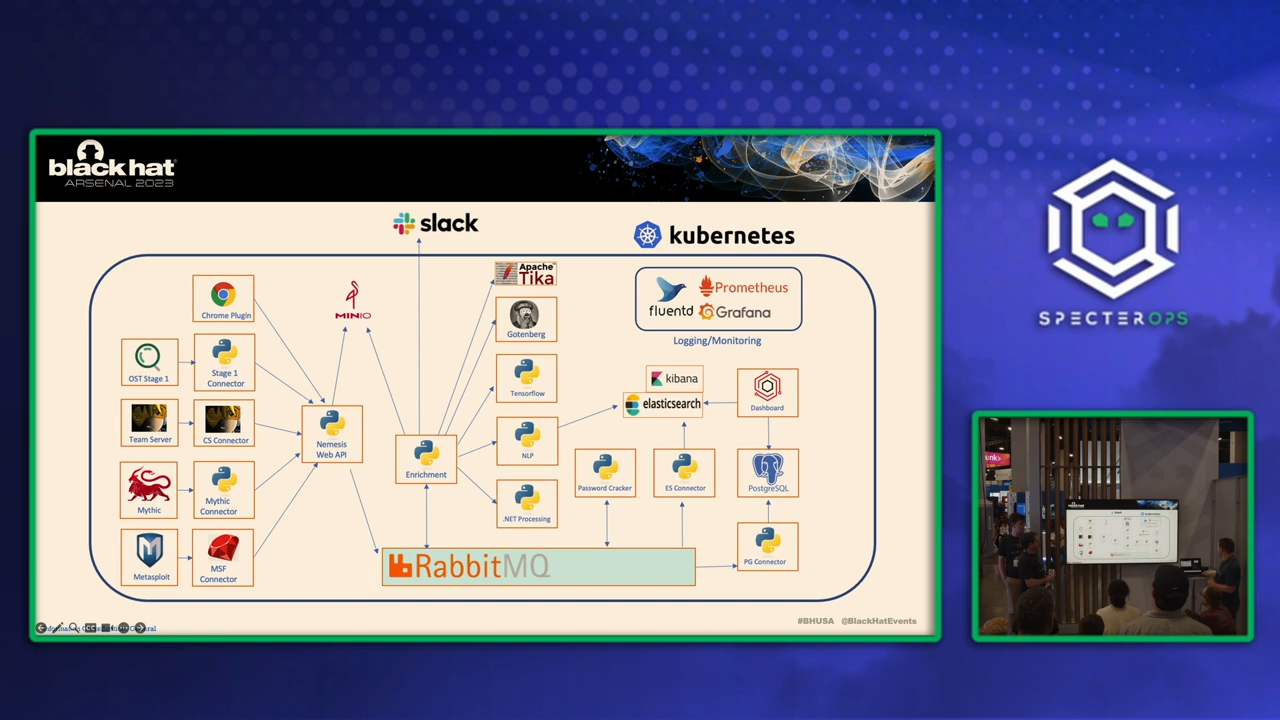 black hat
ARSENAL 2023
slack
kubernetes
Chrome Plugin
MINIO
Apache
Tika
Gotenberg
fluentd
Prometheus
Grafana
Logging/Monitoring
OST Stage 1
Stage 1
Connector
Tensorflow
kibana
elasticsearch
Dashboard
Team Server
CS Connector
Nemesis
Web API
Enrichment
NLP
Password Cracker
ES Connector
PostgreSQL
Mythic
Mythic
Connector
.NET Processing
Metasploit
MSF
Connector
RabbitMQ
PG Connector
#BHUSA @BlackHatEvents
SPECTEROPS